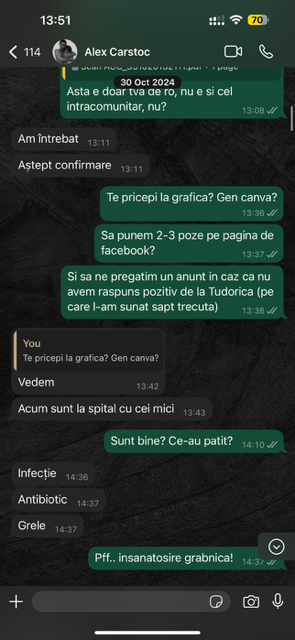 13:51
70
114
Alex Carstoc
1 page
30 Oct 2024
Asta e doar tva de ro, nu e si cel
intracomunitar, nu?
13:08
Am întrebat
13:11
Aștept confirmare
13:11
Te pricepi la grafica? Gen canva?
13:36
Sa punem 2-3 poze pe pagina de
facebook?
13:37
Si sa ne pregatim un anunt in caz ca nu
avem raspuns pozitiv de la Tudorica (pe
care l-am sunat sapt trecuta)
13:38
You
Te pricepi la grafica? Gen canva?
Vedem
13:42
Acum sunt la spital cu cei mici
13:43
Sunt bine? Ce-au patit?
14:10
Infecție
14:36
Antibiotic
14:37
Grele
14:37
Pff.. insanatosire grabnica!
14:37